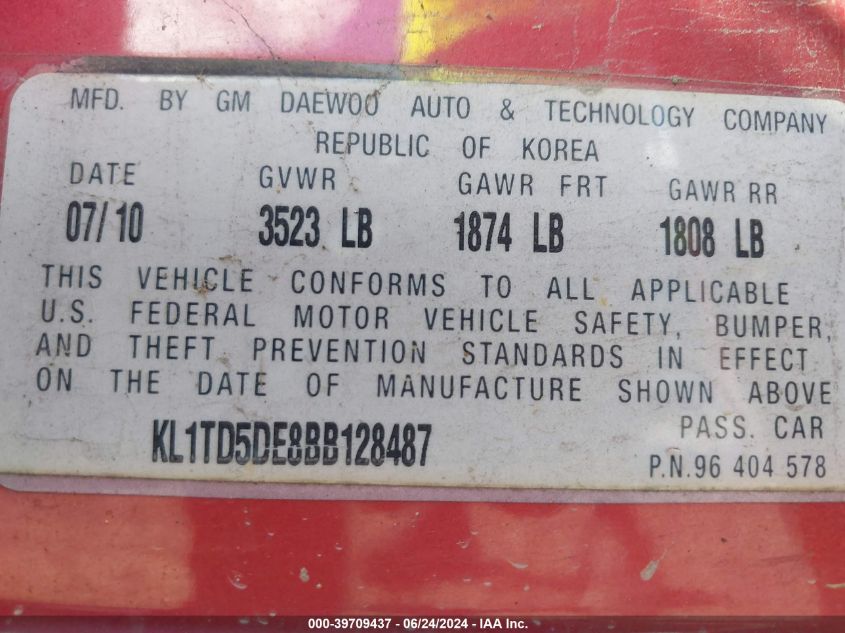 MFD. BY GM DAEWOO AUTO & TECHNOLOGY COMPANY
REPUBLIC OF KOREA
DATE GVWR GAWR FRT GAWR RR
07/10 3523 LB 1874 LB 1808 LB
THIS VEHICLE CONFORMS TO ALL APPLICABLE
U.S. FEDERAL MOTOR VEHICLE SAFETY, BUMPER,
AND THEFT PREVENTION STANDARDS IN EFFECT
ON THE DATE OF MANUFACTURE SHOWN ABOVE
KL1TD5DE8BB128487 PASS. CAR
P.N.96 404 578
000-39709437 - 06/24/2024 - IAA, Inc.